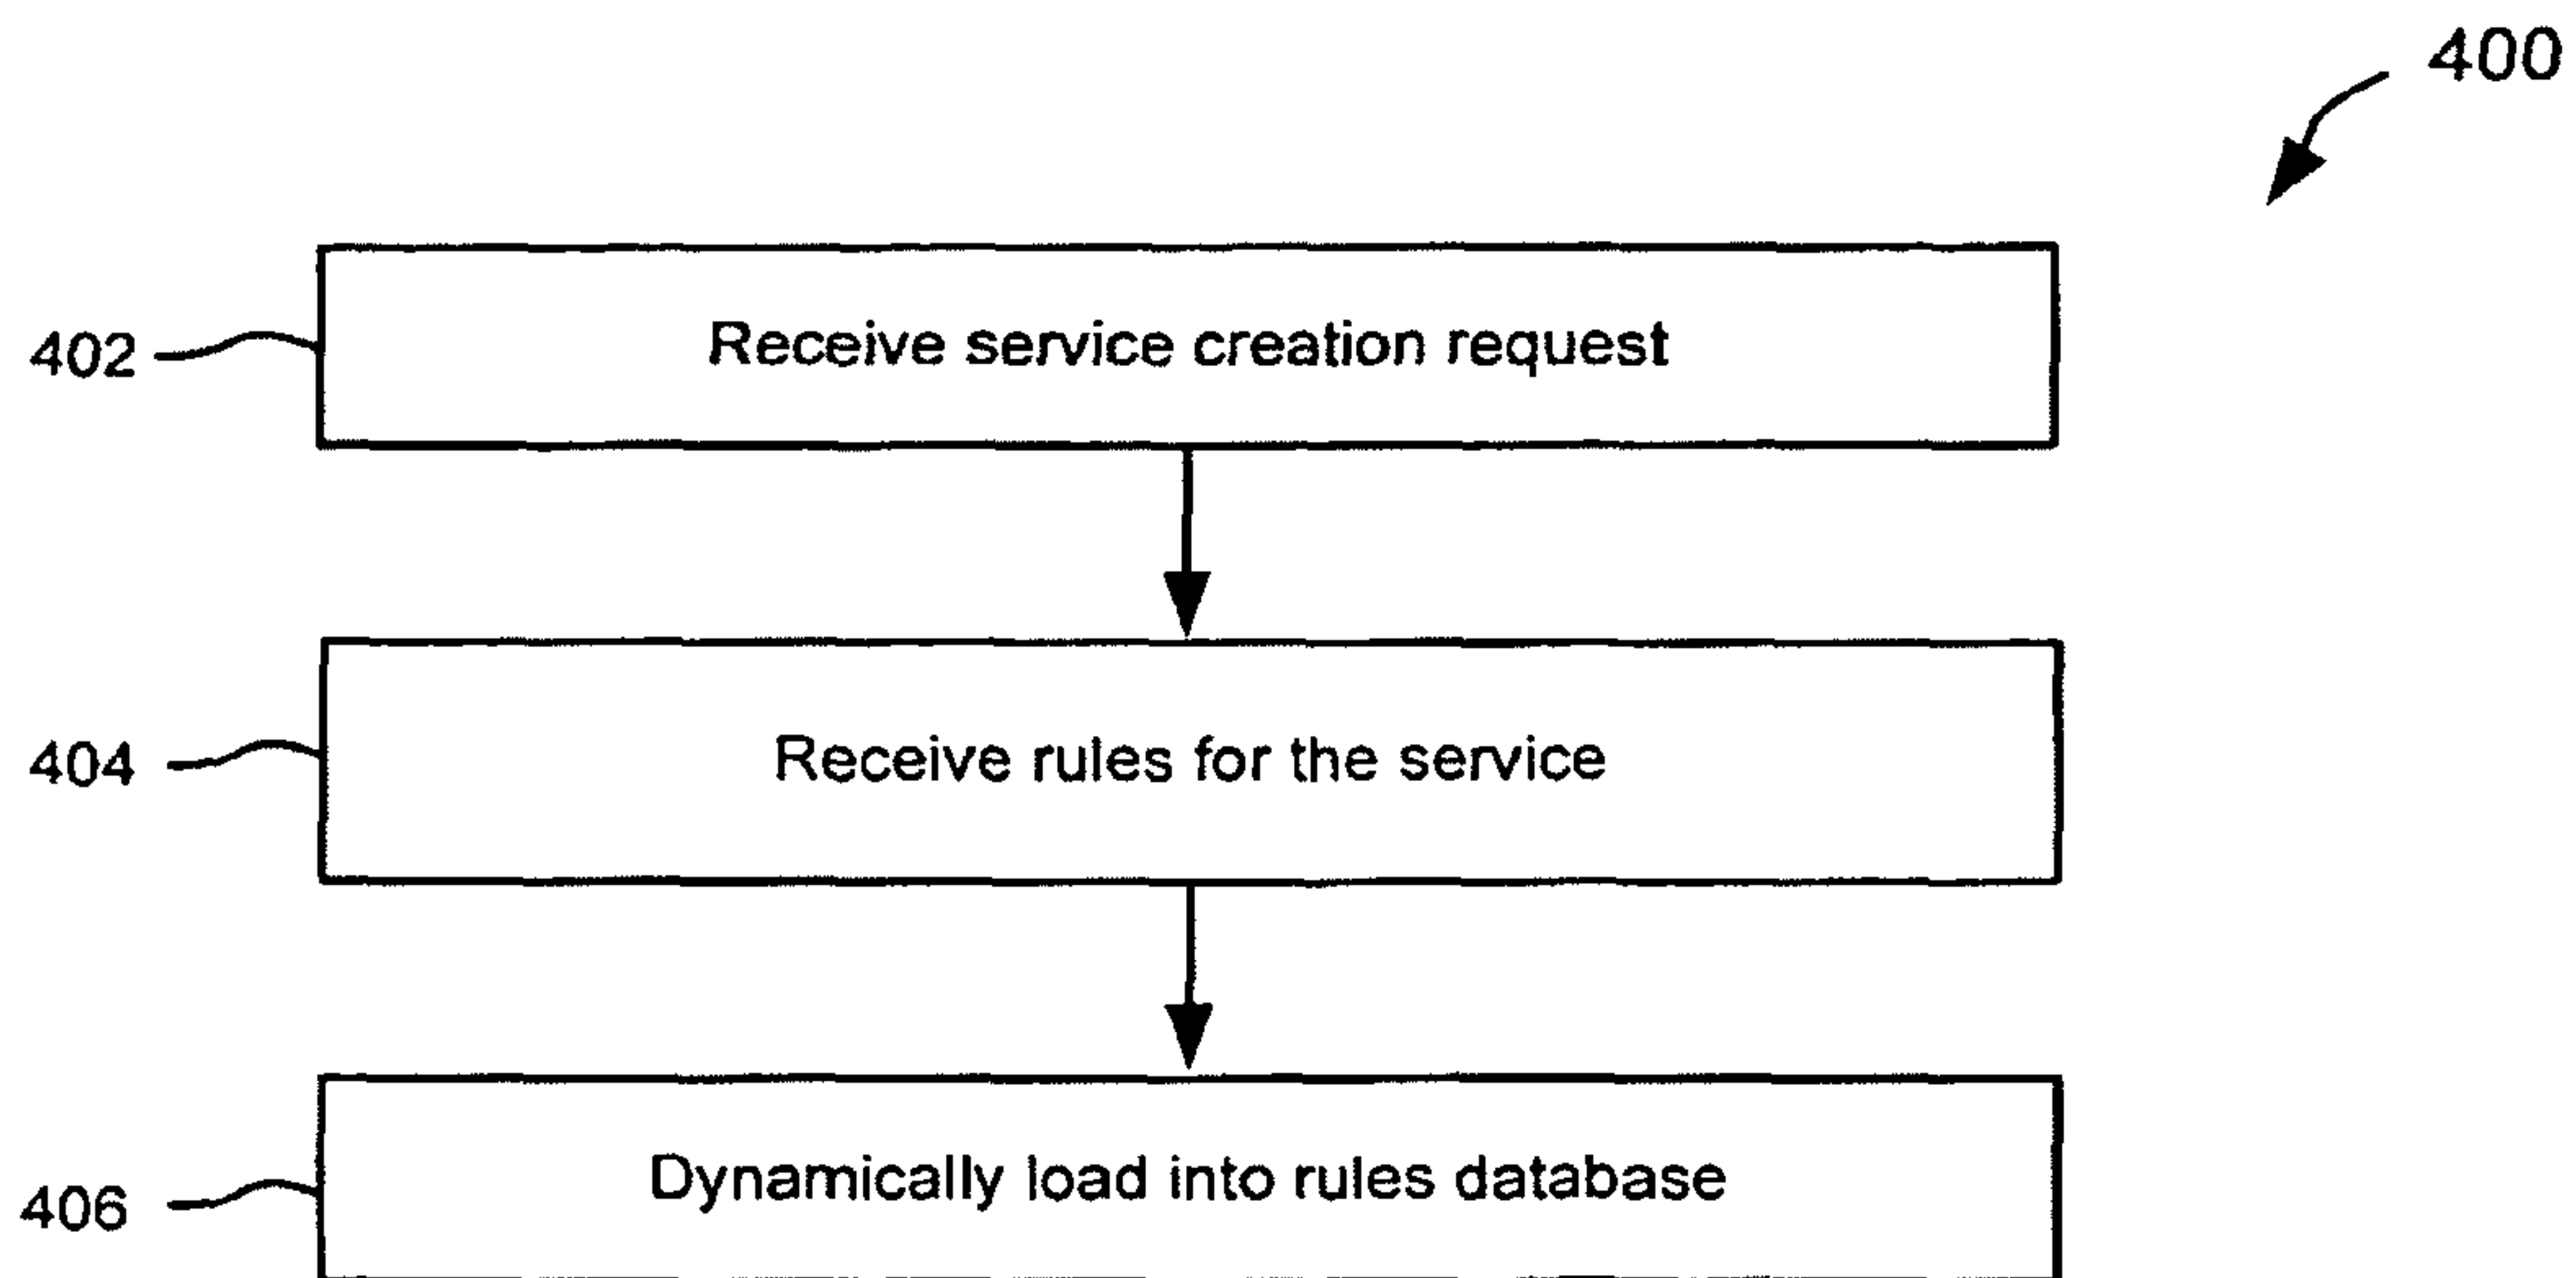 400
402
Receive service creation request
404
Receive rules for the service
406
Dynamically load into rules database